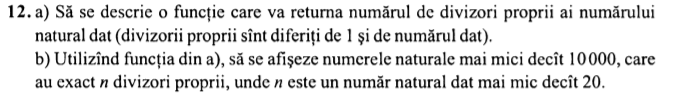 12. a) Să se descrie o funcție care va returna numărul de divizori proprii ai numărului
natural dat (divizorii proprii sînt diferiți de 1 și de numărul dat).
b) Utilizînd funcția din a), să se afișeze numerele naturale mai mici decît 10 000, care
au exact n divizori proprii, unde n este un număr natural dat mai mic decît 20.